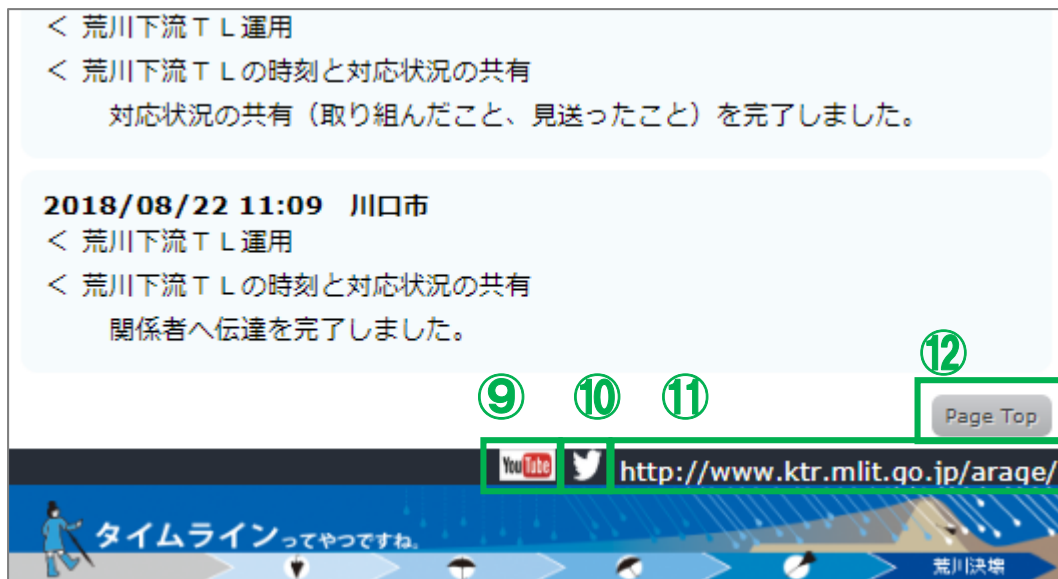 < 荒川下流TL運用
< 荒川下流TLの時刻と対応状況の共有
対応状況の共有(取り組んだこと、見送ったこと)を完了しました。
2018/08/22 11:09 川口市
< 荒川下流TL運用
< 荒川下流TLの時刻と対応状況の共有
関係者へ伝達を完了しました。
⑫
⑨ ⑩ ⑪
Page Top
YouTube http://www.ktr.mlit.go.jp/arage/
タイムラインってやつですね。
荒川決壊